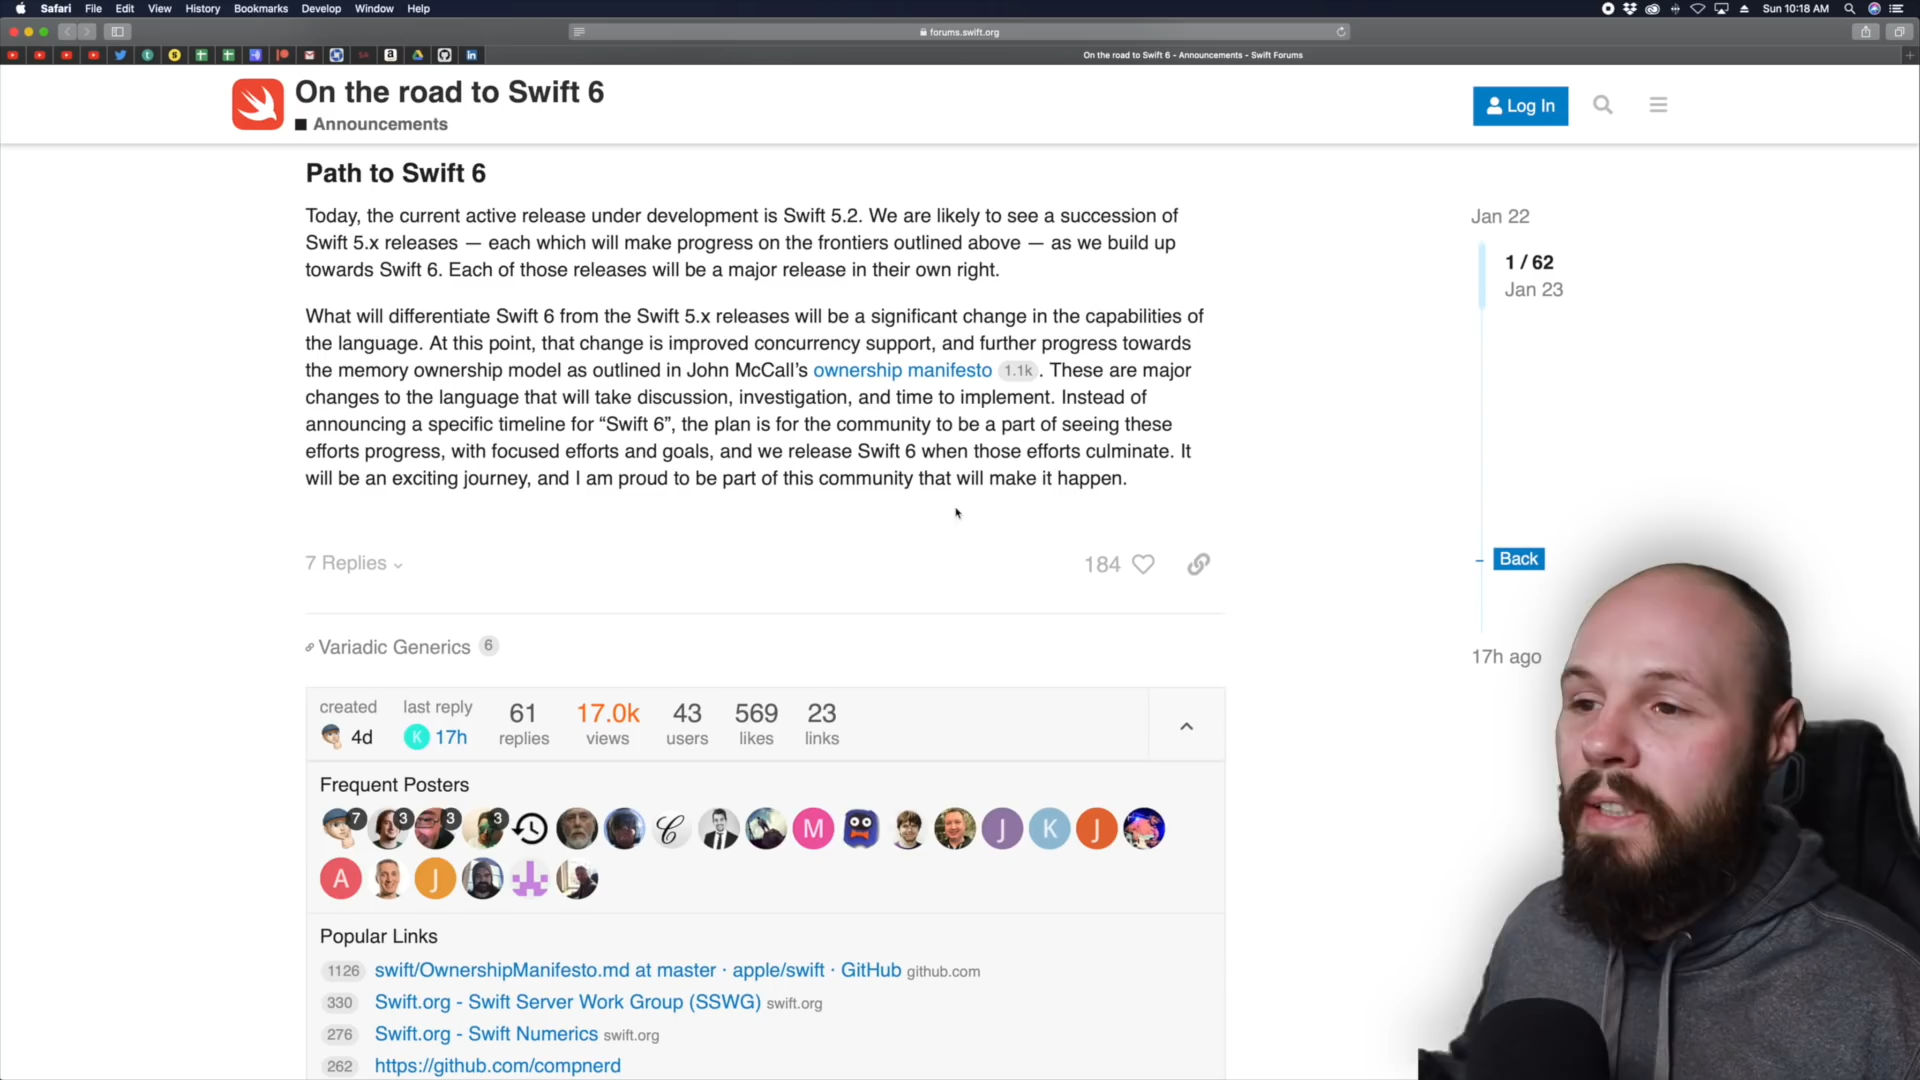 Safari File Edit View History Bookmarks Develop Window Help
Sun 10:18 AM
forums.swift.org
On the road to Swift 6 - Announcements - Swift Forums
On the road to Swift 6
Announcements
Log In
Path to Swift 6
Today, the current active release under development is Swift 5.2. We are likely to see a succession of
Swift 5.x releases — each which will make progress on the frontiers outlined above — as we build up
towards Swift 6. Each of those releases will be a major release in their own right.
What will differentiate Swift 6 from the Swift 5.x releases will be a significant change in the capabilities of
the language. At this point, that change is improved concurrency support, and further progress towards
the memory ownership model as outlined in John McCall’s ownership manifesto 1.1k. These are major
changes to the language that will take discussion, investigation, and time to implement. Instead of
announcing a specific timeline for “Swift 6”, the plan is for the community to be a part of seeing these
efforts progress, with focused efforts and goals, and we release Swift 6 when those efforts culminate. It
will be an exciting journey, and I am proud to be part of this community that will make it happen.
Jan 22
1 / 62
Jan 23
Back
17h ago
7 Replies
184
Variadic Generics 6
created
4d
last reply
K 17h
61
replies
17.0k
views
43
users
569
likes
23
links
Frequent Posters
7 3 3 3 C M J K J
A J
Popular Links
1126 swift/OwnershipManifesto.md at master · apple/swift · GitHub github.com
330 Swift.org - Swift Server Work Group (SSWG) swift.org
276 Swift.org - Swift Numerics swift.org
262 https://github.com/compnerd